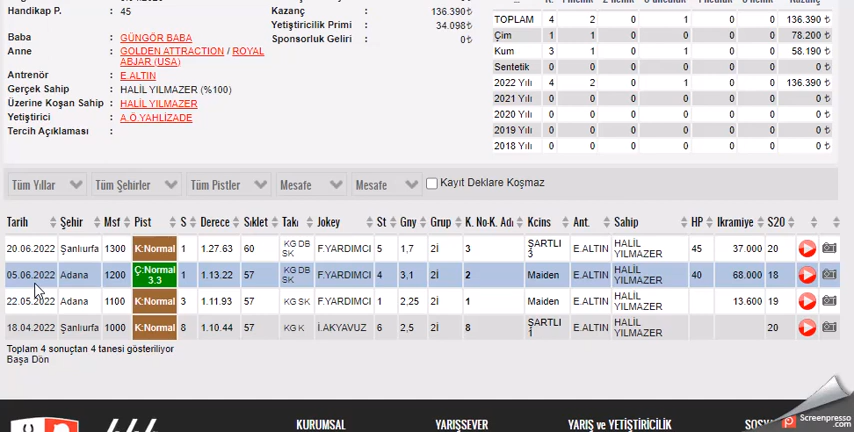 Handikap P. : 45
Kazanç : 136.390 ₺
Yetiştiricilik Primi : 34.098 ₺
Sponsorluk Geliri : 0 ₺
Baba : GÜNGÖR BABA
Anne : GOLDEN ATTRACTION / ROYAL
ABJAR (USA)
Antrenör : E.ALTIN
Gerçek Sahip : HALİL YILMAZER (%100)
Üzerine Koşan Sahip : HALİL YILMAZER
Yetiştirici : A.Ö.YAHLİZADE
Tercih Açıklaması :
TOPLAM 4 2 0 1 0 0 136.390 ₺
Çim 1 1 0 0 0 0 78.200 ₺
Kum 3 1 0 1 0 0 58.190 ₺
Sentetik 0 0 0 0 0 0 0 ₺
2022 Yılı 4 2 0 1 0 0 136.390 ₺
2021 Yılı 0 0 0 0 0 0 0 ₺
2020 Yılı 0 0 0 0 0 0 0 ₺
2019 Yılı 0 0 0 0 0 0 0 ₺
2018 Yılı 0 0 0 0 0 0 0 ₺
Tüm Yıllar Tüm Şehirler Tüm Pistler Mesafe Mesafe Kayıt Deklare Koşmaz
Tarih Şehir Msf Pist S Derece Sıklet Takı Jokey St Gny Grup K. No-K. Adı Kcins Ant. Sahip HP İkramiye S20
20.06.2022 Şanlıurfa 1300 K:Normal 1 1.27.63 60 KG DB SK F.YARDIMCI 5 1,7 2İ 3 ŞARTLI 3 E.ALTIN HALİL YILMAZER 45 37.000 20
05.06.2022 Adana 1200 Ç:Normal 3.3 1 1.13.22 57 KG DB SK F.YARDIMCI 4 3,1 2İ 2 Maiden E.ALTIN HALİL YILMAZER 40 68.000 18
22.05.2022 Adana 1100 K:Normal 3 1.11.93 57 KG SK F.YARDIMCI 1 2,25 2İ 1 Maiden E.ALTIN HALİL YILMAZER 13.600 19
18.04.2022 Şanlıurfa 1000 K:Normal 8 1.10.44 57 KG K İ.AKYAVUZ 6 2,5 2İ 8 ŞARTLI 1 E.ALTIN HALİL YILMAZER 20
Toplam 4 sonuçtan 4 tanesi gösteriliyor
Başa Dön
KURUMSAL YARIŞSEVER YARIŞ ve YETİŞTİRİCİLİK
Screenpresso
.com